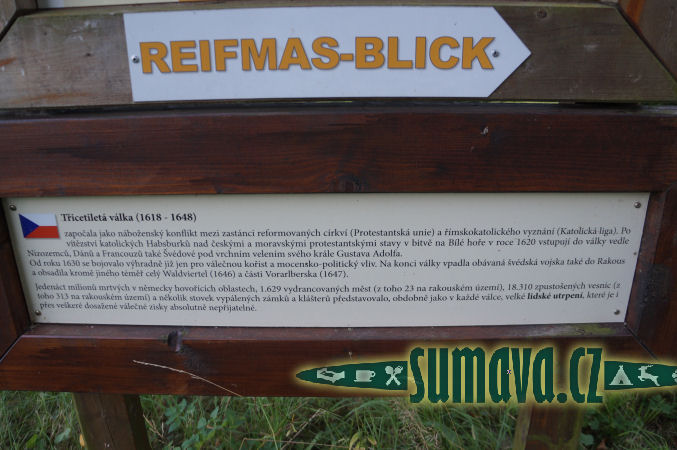 REIFMAS-BLICK
Třicetiletá válka (1618 - 1648)
započala jako náboženský konflikt mezi zastánci reformovaných církví (Protestantská unie) a římskokatolického vyznání (Katolická liga). Po
vítězství katolických Habsburků nad českými a moravskými protestantskými stavy v bitvě na Bílé hoře v roce 1620 vstupují do války vedle
Nizozemců, Dánů a Francouzů také Švédové pod vrchním velením svého krále Gustava Adolfa.
Od roku 1630 se bojovalo výhradně již jen pro válečnou kořist a mocensko-politický vliv. Na konci války vpadla obávaná švédská vojska také do Rakous
a obsadila kromě jiného téměř celý Waldviertel (1646) a části Vorarlberska (1647).
Jedenáct milionů mrtvých v německy hovořících oblastech, 1.629 vydrancovaných měst (z toho 23 na rakouském území), 18.310 zpustošených vesnic (z
toho 313 na rakouském území) a několik stovek vypálených zámků a klášterů představovalo, obdobně jako v každé válce, velké lidské utrpení, které je i
přes veškeré dosažené válečné zisky absolutně nepřijatelné.
sumava.cz